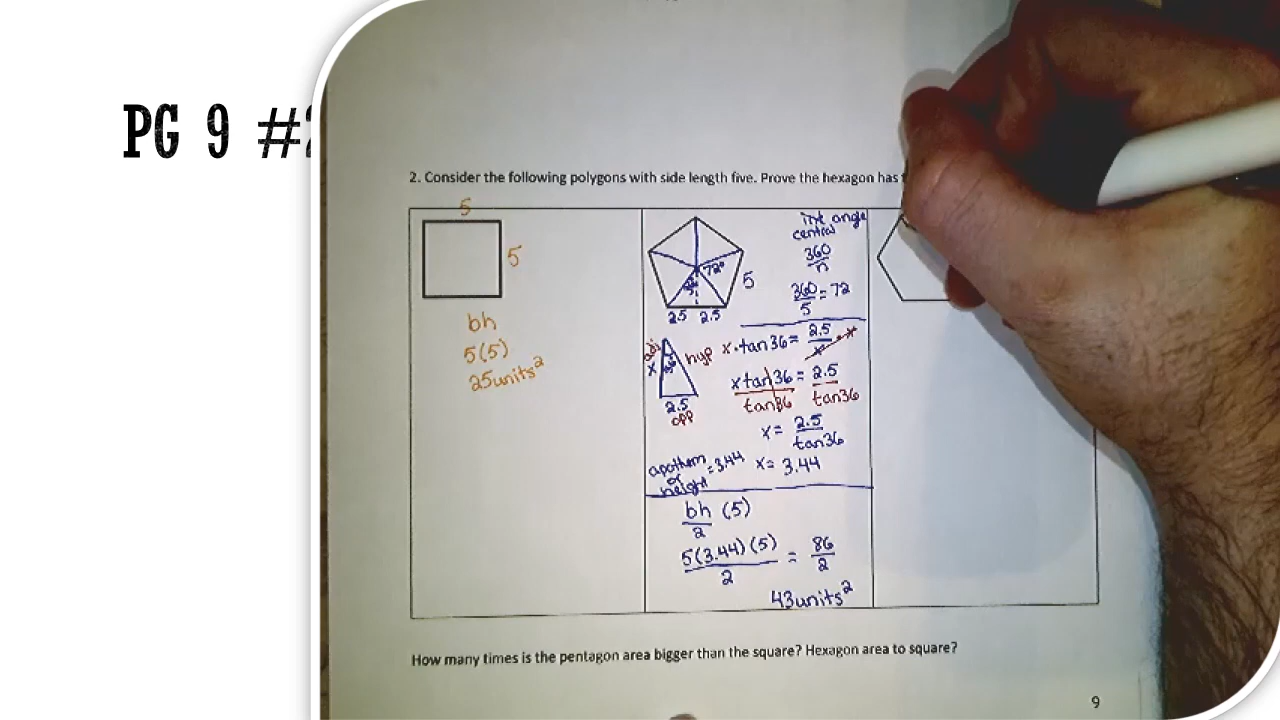 PG 9 #2
2. Consider the following polygons with side length five. Prove the hexagon has
5
5
bh
5(5)
25units²
72°
5
2.5 2.5
angle
central
360
n
360
5
= 72
adj
x
36
hyp
2.5
opp
x·tan36 = 2.5/x · x
xtan36 = 2.5
tan36 tan36
x = 2.5
tan36
x = 3.44
apothem
or
height
= 3.44
bh (5)
2
5(3.44)(5) = 86
2 2
43units²
How many times is the pentagon area bigger than the square? Hexagon area to square?
9